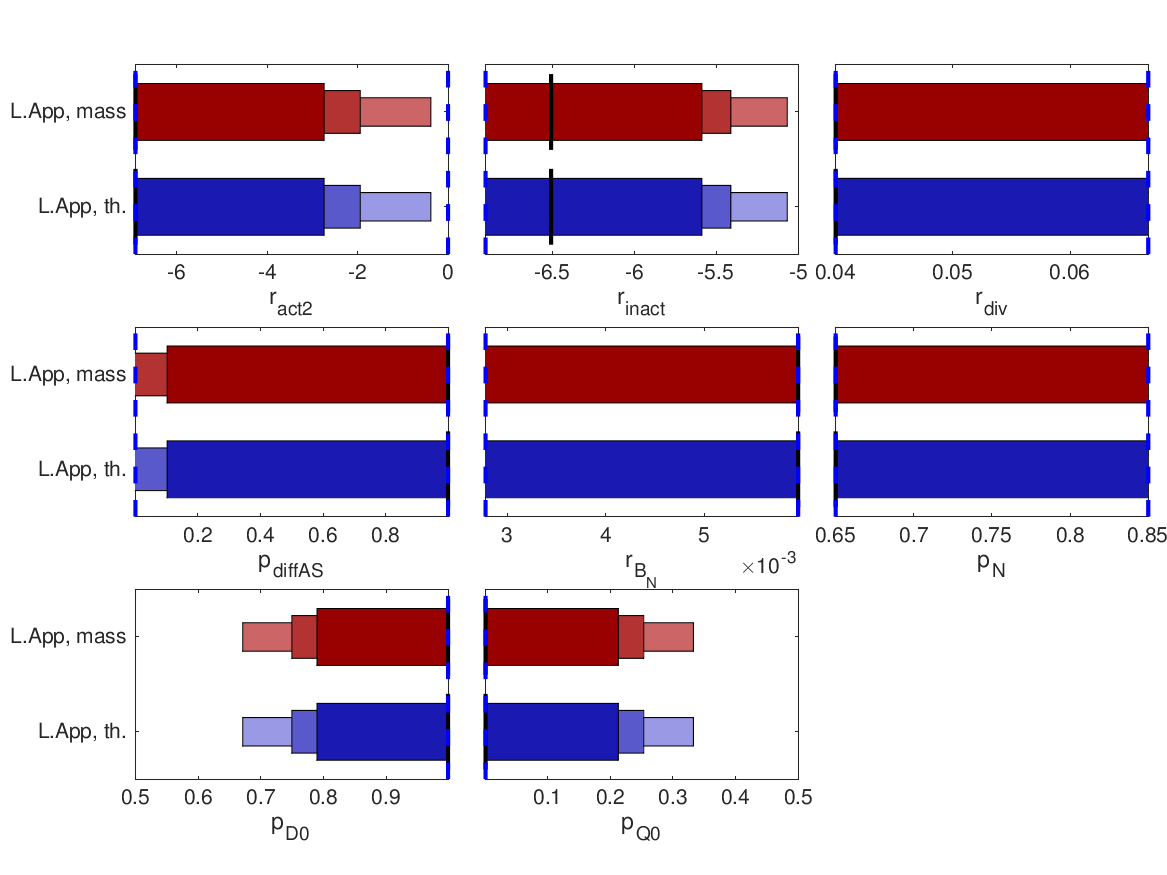 L.App, mass
L.App, th.
-6 -4 -2 0
r_act2
-6.5 -6 -5.5 -5
r_inact
0.04 0.05 0.06
r_div
L.App, mass
L.App, th.
0.2 0.4 0.6 0.8
p_diffAS
3 4 5
×10^-3
r_B_N
0.65 0.7 0.75 0.8 0.85
p_N
L.App, mass
L.App, th.
0.5 0.6 0.7 0.8 0.9
p_D0
0.1 0.2 0.3 0.4 0.5
p_Q0